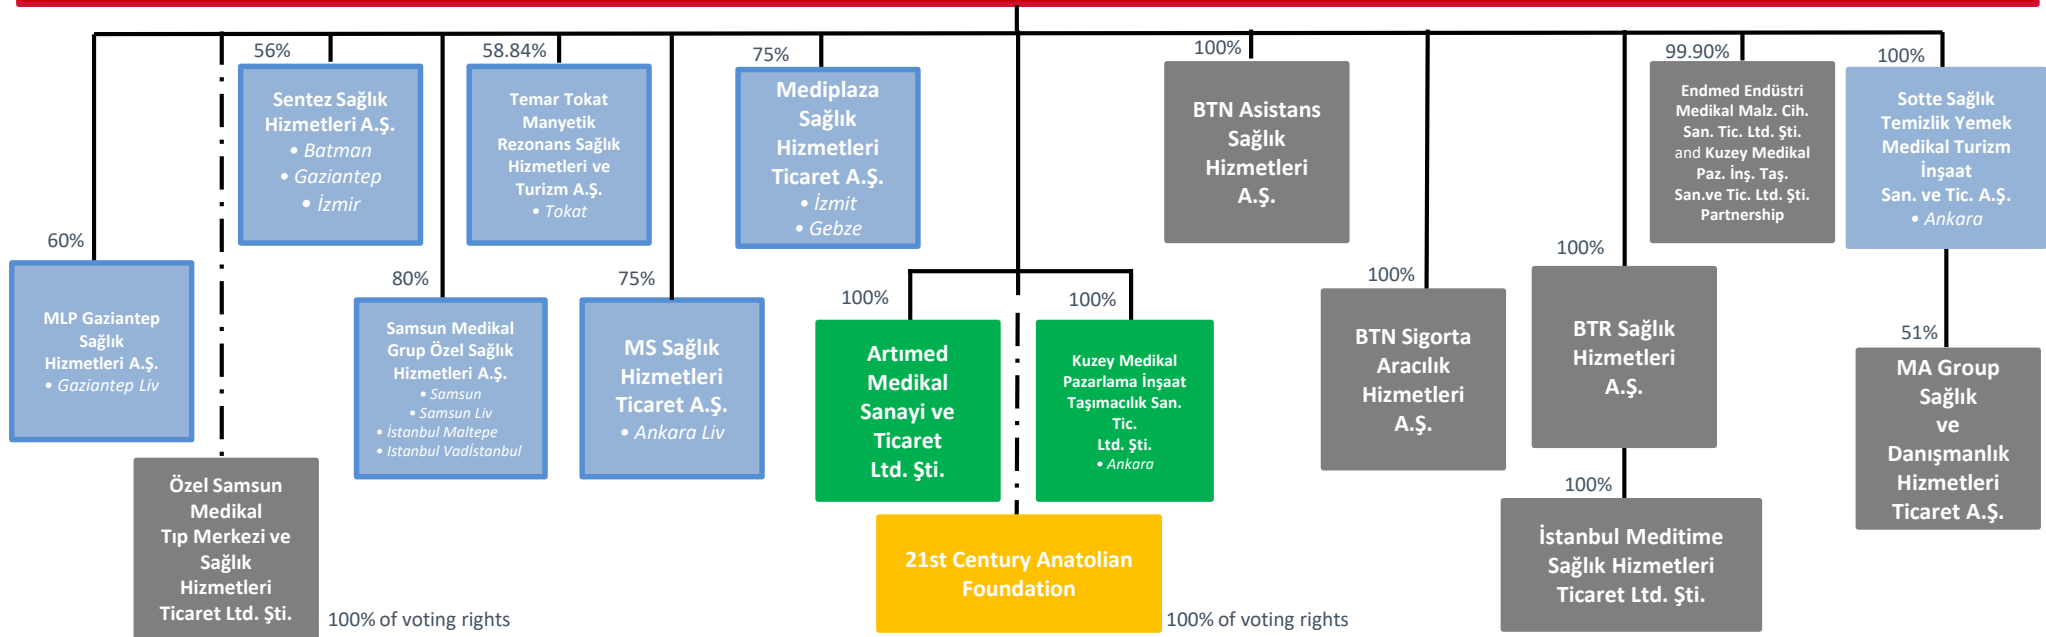 56%
Sentez Sağlık
Hizmetleri A.Ş.
• Batman
• Gaziantep
• İzmir
58.84%
Temar Tokat
Manyetik
Rezonans Sağlık
Hizmetleri ve
Turizm A.Ş.
• Tokat
75%
Mediplaza
Sağlık
Hizmetleri
Ticaret A.Ş.
• İzmit
• Gebze
100%
BTN Asistans
Sağlık
Hizmetleri
A.Ş.
99.90%
Endmed Endüstri
Medikal Malz. Cih.
San. Tic. Ltd. Şti.
and Kuzey Medikal
Paz. İnş. Taş.
San.ve Tic. Ltd. Şti.
Partnership
100%
Sotte Sağlık
Temizlik Yemek
Medikal Turizm
İnşaat
San. ve Tic. A.Ş.
• Ankara
60%
MLP Gaziantep
Sağlık
Hizmetleri A.Ş.
• Gaziantep Liv
80%
Samsun Medikal
Grup Özel Sağlık
Hizmetleri A.Ş.
• Samsun
• Samsun Liv
• İstanbul Maltepe
• Istanbul Vadİstanbul
75%
MS Sağlık
Hizmetleri
Ticaret A.Ş.
• Ankara Liv
100%
Artımed
Medikal
Sanayi ve
Ticaret
Ltd. Şti.
100%
Kuzey Medikal
Pazarlama İnşaat
Taşımacılık San.
Tic.
Ltd. Şti.
• Ankara
100%
BTN Sigorta
Aracılık
Hizmetleri
A.Ş.
100%
BTR Sağlık
Hizmetleri
A.Ş.
51%
MA Group
Sağlık
ve
Danışmanlık
Hizmetleri
Ticaret A.Ş.
Özel Samsun
Medikal
Tıp Merkezi ve
Sağlık
Hizmetleri
Ticaret Ltd. Şti.
100% of voting rights
21st Century Anatolian
Foundation
100% of voting rights
100%
İstanbul Meditime
Sağlık Hizmetleri
Ticaret Ltd. Şti.